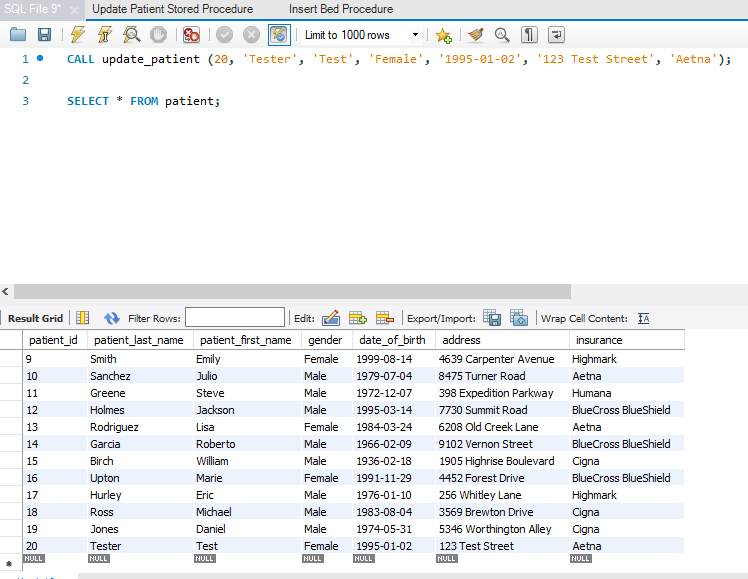 SQL File 9* × Update Patient Stored Procedure Insert Bed Procedure
Limit to 1000 rows
1 CALL update_patient (20, 'Tester', 'Test', 'Female', '1995-01-02', '123 Test Street', 'Aetna');
2
3 SELECT * FROM patient;
Result Grid Filter Rows: Edit: Export/Import: Wrap Cell Content:
patient_id patient_last_name patient_first_name gender date_of_birth address insurance
9 Smith Emily Female 1999-08-14 4639 Carpenter Avenue Highmark
10 Sanchez Julio Male 1979-07-04 8475 Turner Road Aetna
11 Greene Steve Male 1972-12-07 398 Expedition Parkway Humana
12 Holmes Jackson Male 1995-03-14 7730 Summit Road BlueCross BlueShield
13 Rodriguez Lisa Female 1984-03-24 6208 Old Creek Lane Aetna
14 Garcia Roberto Male 1966-02-09 9102 Vernon Street BlueCross BlueShield
15 Birch William Male 1936-02-18 1905 Highrise Boulevard Cigna
16 Upton Marie Female 1991-11-29 4452 Forest Drive BlueCross BlueShield
17 Hurley Eric Male 1976-01-10 256 Whitley Lane Highmark
18 Ross Michael Male 1983-08-04 3569 Brewton Drive Cigna
19 Jones Daniel Male 1974-05-31 5346 Worthington Alley Cigna
20 Tester Test Female 1995-01-02 123 Test Street Aetna
NULL NULL NULL NULL NULL NULL NULL